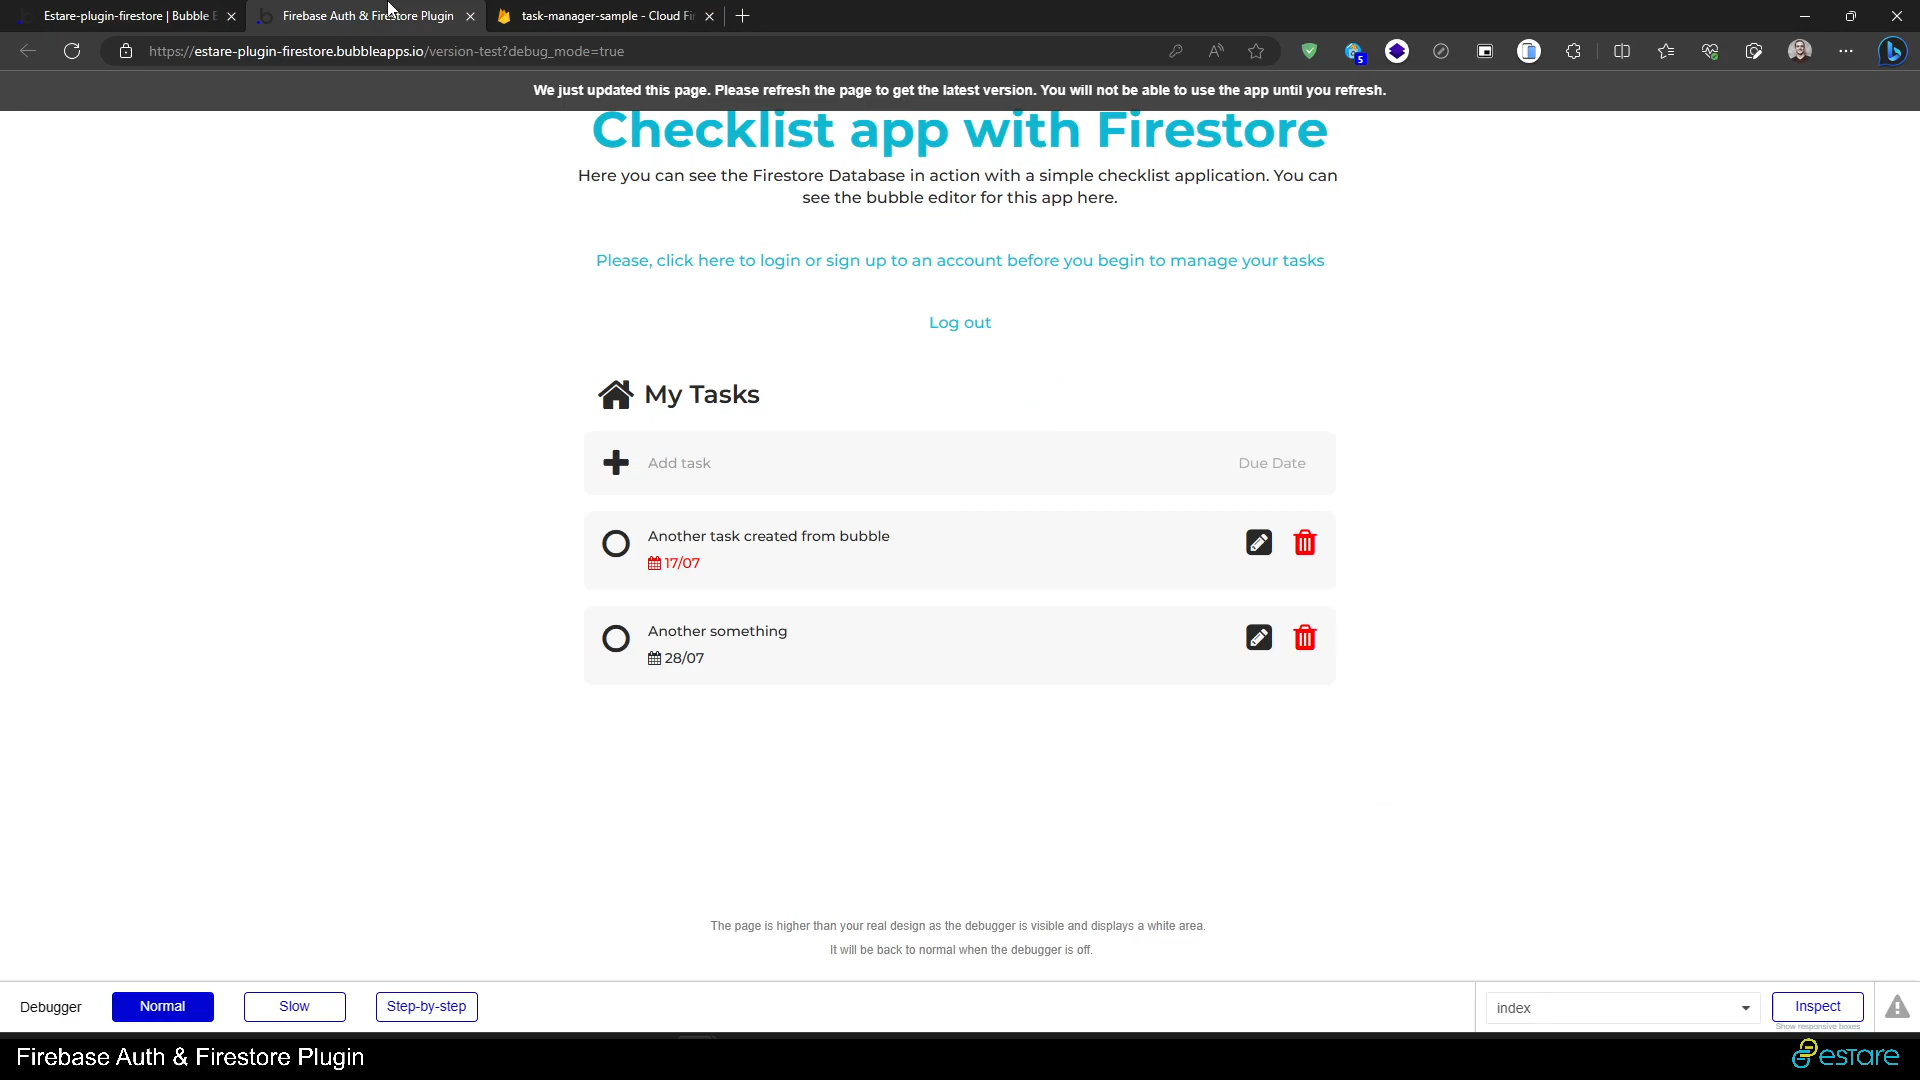 Estare-plugin-firestore | Bubble E
Firebase Auth & Firestore Plugin
task-manager-sample - Cloud Fir
https://estare-plugin-firestore.bubbleapps.io/version-test?debug_mode=true
5
We just updated this page. Please refresh the page to get the latest version. You will not be able to use the app until you refresh.
Checklist app with Firestore
Here you can see the Firestore Database in action with a simple checklist application. You can
see the bubble editor for this app here.
Please, click here to login or sign up to an account before you begin to manage your tasks
Log out
My Tasks
Add task
Due Date
Another task created from bubble
17/07
Another something
28/07
The page is higher than your real design as the debugger is visible and displays a white area.
It will be back to normal when the debugger is off.
Debugger
Normal
Slow
Step-by-step
index
Inspect
Show responsive boxes
Firebase Auth & Firestore Plugin
estare